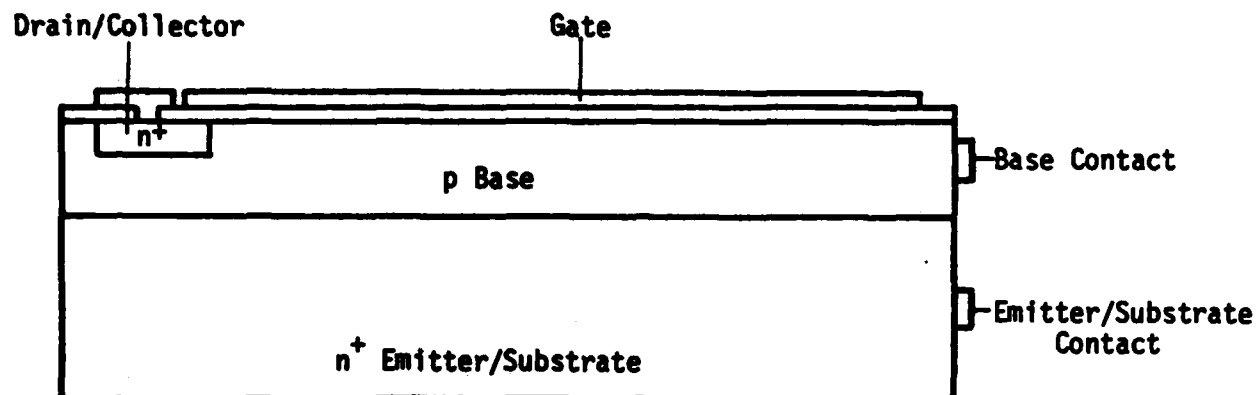 Drain/Collector
Gate
n+
p Base
Base Contact
Emitter/Substrate
Contact
n+ Emitter/Substrate